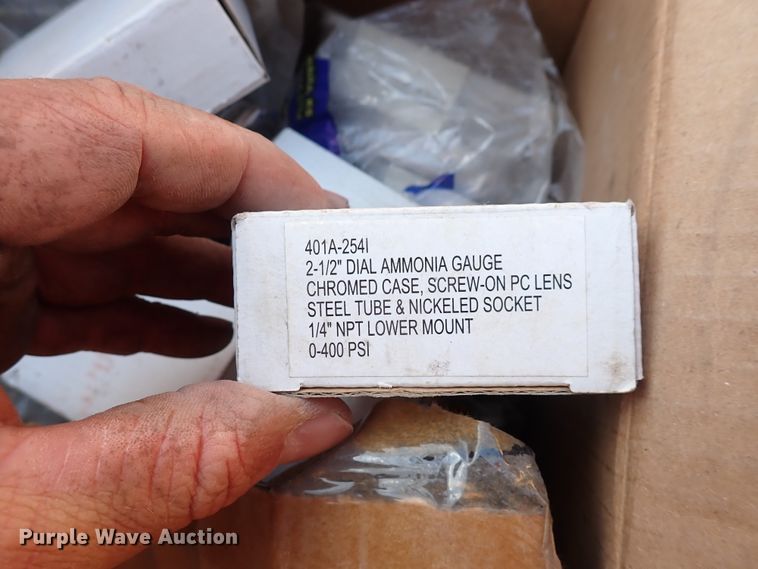 401A-254I
2-1/2" DIAL AMMONIA GAUGE
CHROMED CASE, SCREW-ON PC LENS
STEEL TUBE & NICKELED SOCKET
1/4" NPT LOWER MOUNT
0-400 PSI
Purple Wave Auction